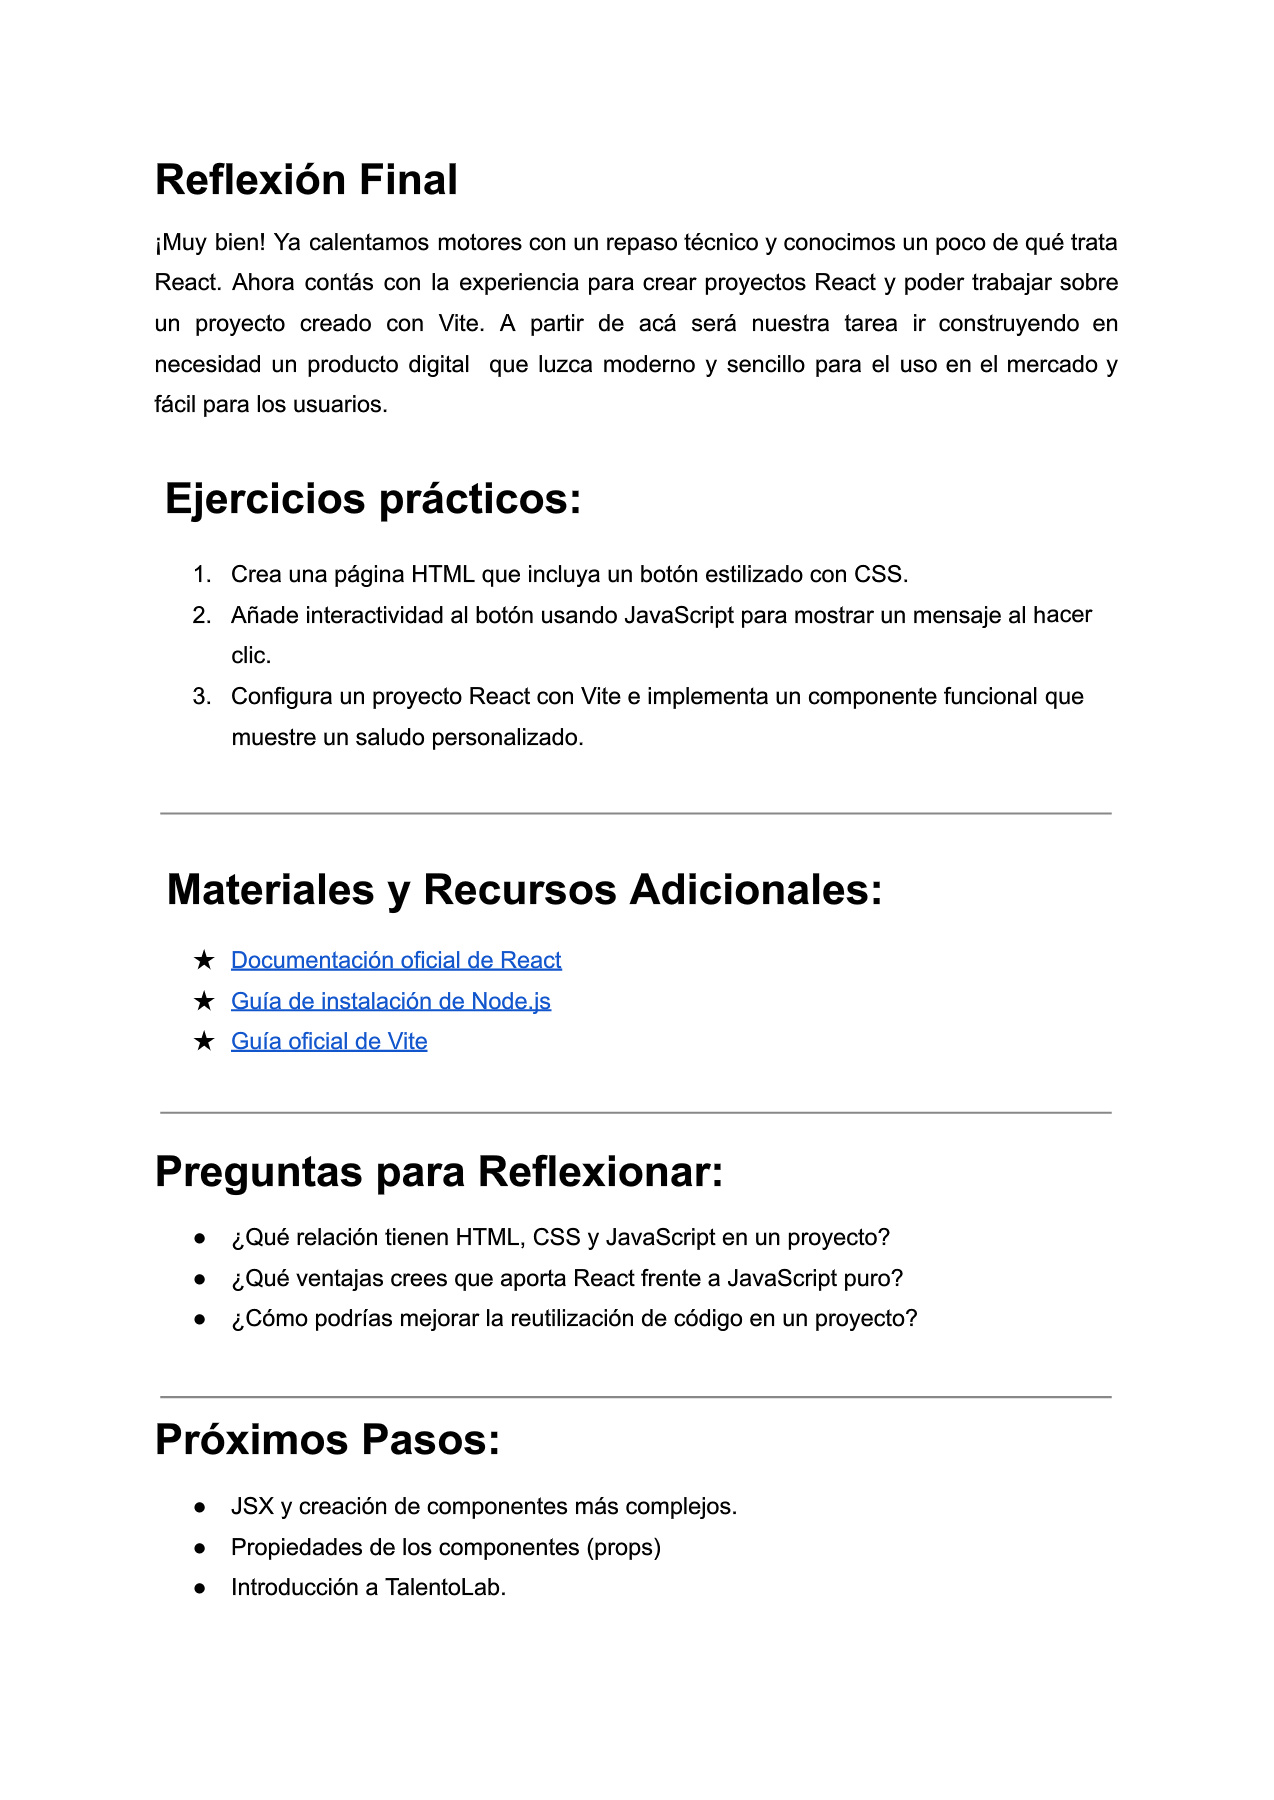 Reflexión Final
¡Muy bien! Ya calentamos motores con un repaso técnico y conocimos un poco de qué trata
React. Ahora contás con la experiencia para crear proyectos React y poder trabajar sobre
un proyecto creado con Vite. A partir de acá será nuestra tarea ir construyendo en
necesidad un producto digital  que luzca moderno y sencillo para el uso en el mercado y
fácil para los usuarios.
Ejercicios prácticos:
1. Crea una página HTML que incluya un botón estilizado con CSS.
2. Añade interactividad al botón usando JavaScript para mostrar un mensaje al hacer
clic.
3. Configura un proyecto React con Vite e implementa un componente funcional que
muestre un saludo personalizado.
Materiales y Recursos Adicionales:
★ Documentación oficial de React
★ Guía de instalación de Node.js
★ Guía oficial de Vite
Preguntas para Reflexionar:
● ¿Qué relación tienen HTML, CSS y JavaScript en un proyecto?
● ¿Qué ventajas crees que aporta React frente a JavaScript puro?
● ¿Cómo podrías mejorar la reutilización de código en un proyecto?
Próximos Pasos:
● JSX y creación de componentes más complejos.
● Propiedades de los componentes (props)
● Introducción a TalentoLab.